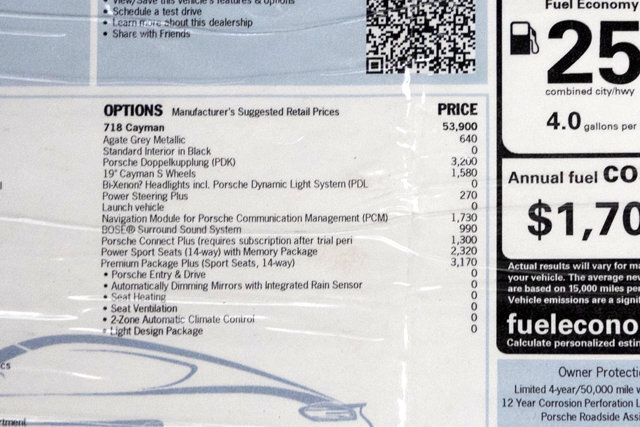 • View/Save this vehicle's features & options
• Schedule a test drive
• Learn more about this dealership
• Share with Friends
OPTIONS Manufacturer's Suggested Retail Prices PRICE
718 Cayman 53,900
Agate Grey Metallic 640
Standard Interior in Black 0
Porsche Doppelkupplung (PDK) 3,200
19" Cayman S Wheels 1,580
Bi-Xenon? Headlights incl. Porsche Dynamic Light System (PDL 0
Power Steering Plus 270
Launch vehicle 0
Navigation Module for Porsche Communication Management (PCM) 1,730
BOSE® Surround Sound System 990
Porsche Connect Plus (requires subscription after trial peri 1,300
Power Sport Seats (14-way) with Memory Package 2,320
Premium Package Plus (Sport Seats, 14-way) 3,170
• Porsche Entry & Drive 0
• Automatically Dimming Mirrors with Integrated Rain Sensor 0
• Seat Heating 0
• Seat Ventilation 0
• 2-Zone Automatic Climate Control 0
• Light Design Package 0
cs
rtment
Fuel Economy
25
combined city/hwy
4.0 gallons per
Annual fuel CO
$1,70
Actual results will vary for ma
your vehicle. The average new
are based on 15,000 miles per
Vehicle emissions are a signifi
fuelecono
Calculate personalized estim
Owner Protectio
Limited 4-year/50,000 mile w
12 Year Corrosion Perforation L
Porsche Roadside Assi